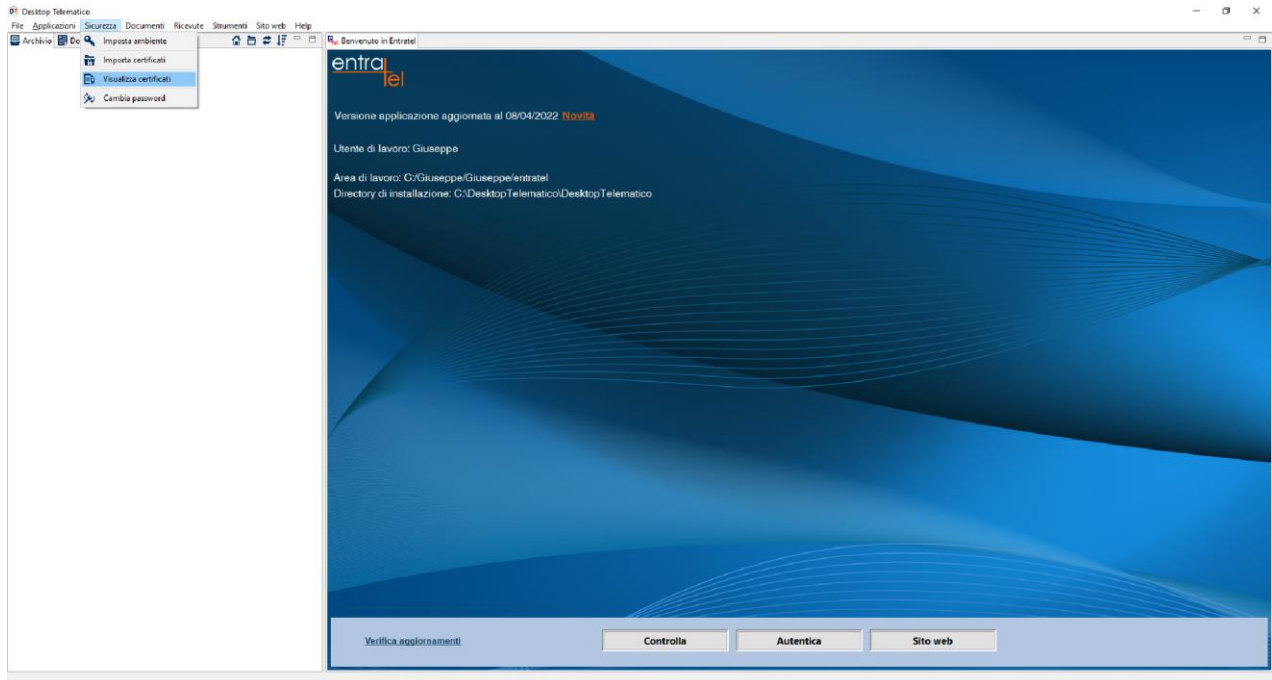 Desktop Telematico
File Applicazioni Sicurezza Documenti Ricevute Strumenti Sito web Help
Archivio Do
Imposta ambiente
Importa certificati
Visualizza certificati
Cambia password
Benvenuto in Entratel
entratel
Versione applicazione aggiornata al 08/04/2022 Novità
Utente di lavoro: Giuseppe
Area di lavoro: C:/Giuseppe/Giuseppe/entratel
Directory di installazione: C:\DesktopTelematico\DesktopTelematico
Verifica aggiornamenti Controlla Autentica Sito web